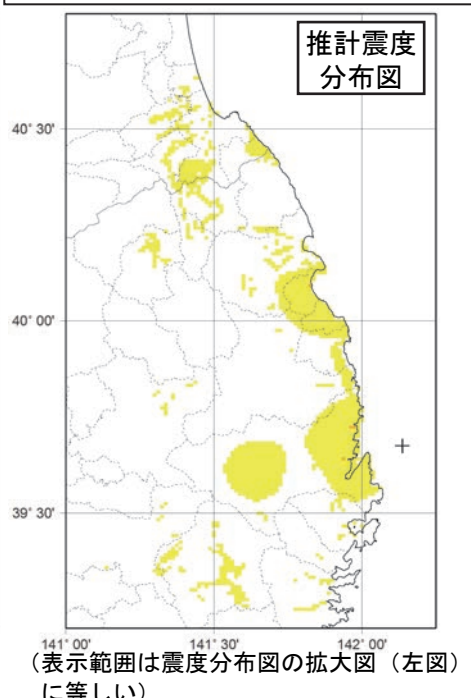 推計震度
分布図
40° 30'
40° 00'
39° 30'
141° 00'
141° 30'
142° 00'
（表示範囲は震度分布図の拡大図（左図）
に等しい）